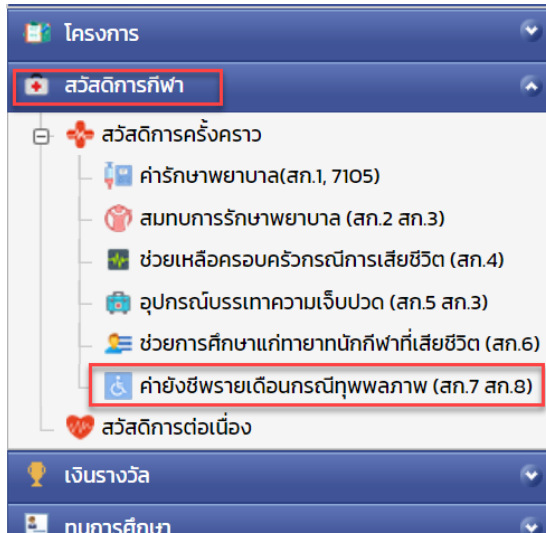 โครงการ
สวัสดิการกีฬา
สวัสดิการครั้งคราว
ค่ารักษาพยาบาล(สก.1, 7105)
สมทบการรักษาพยาบาล (สก.2 สก.3)
ช่วยเหลือครอบครัวกรณีการเสียชีวิต (สก.4)
อุปกรณ์บรรเทาความเจ็บปวด (สก.5 สก.3)
ช่วยการศึกษาแก่ทายาทนักกีฬาที่เสียชีวิต (สก.6)
ค่ายังชีพรายเดือนกรณีทุพพลภาพ (สก.7 สก.8)
สวัสดิการต่อเนื่อง
เงินรางวัล
ทุนการศึกษา